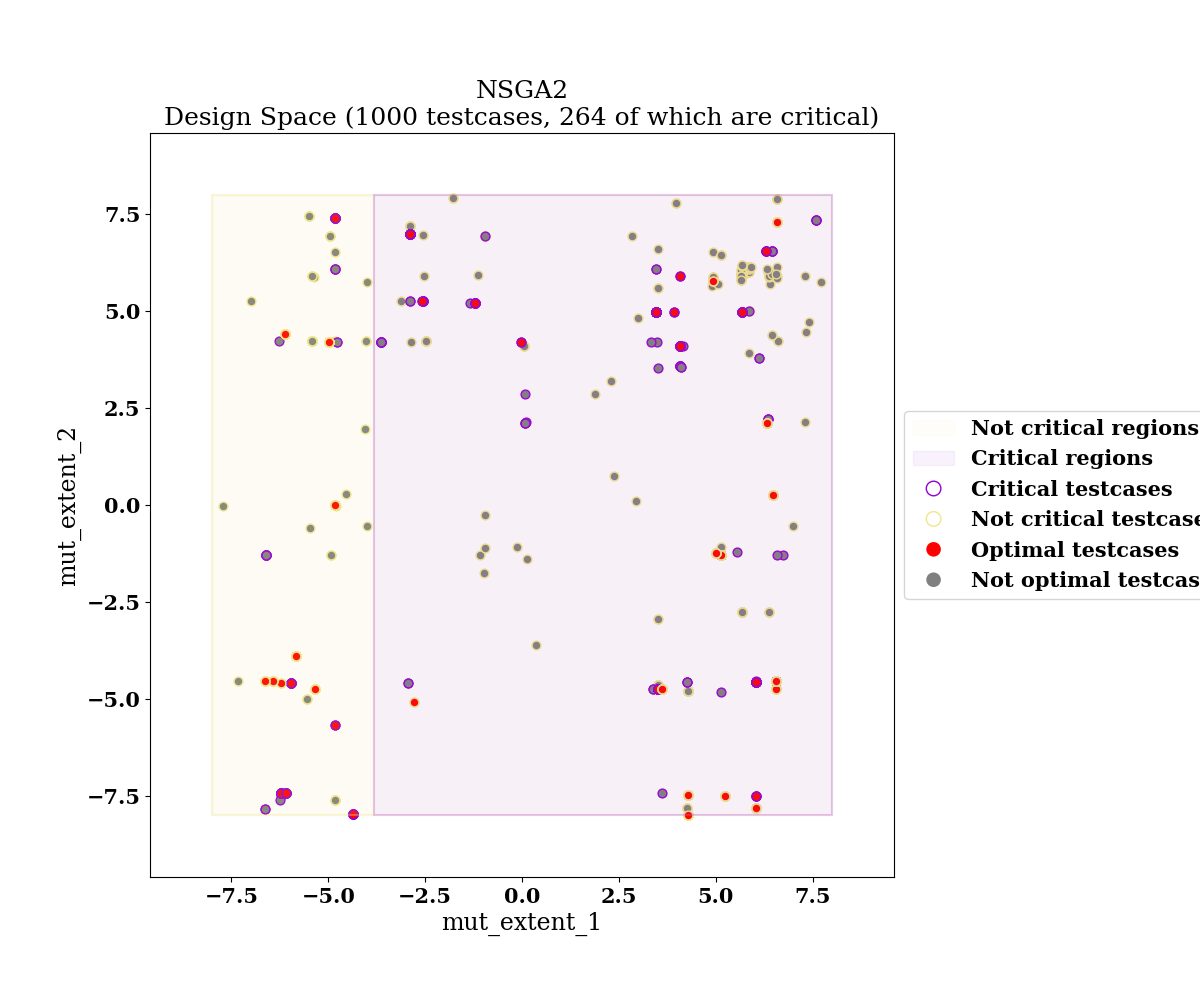 NSGA2
Design Space (1000 testcases, 264 of which are critical)
7.5
5.0
2.5
0.0
−2.5
−5.0
−7.5
mut_extent_2
−7.5 −5.0 −2.5 0.0 2.5 5.0 7.5
mut_extent_1
Not critical regions
Critical regions
Critical testcases
Not critical testcase
Optimal testcases
Not optimal testcas